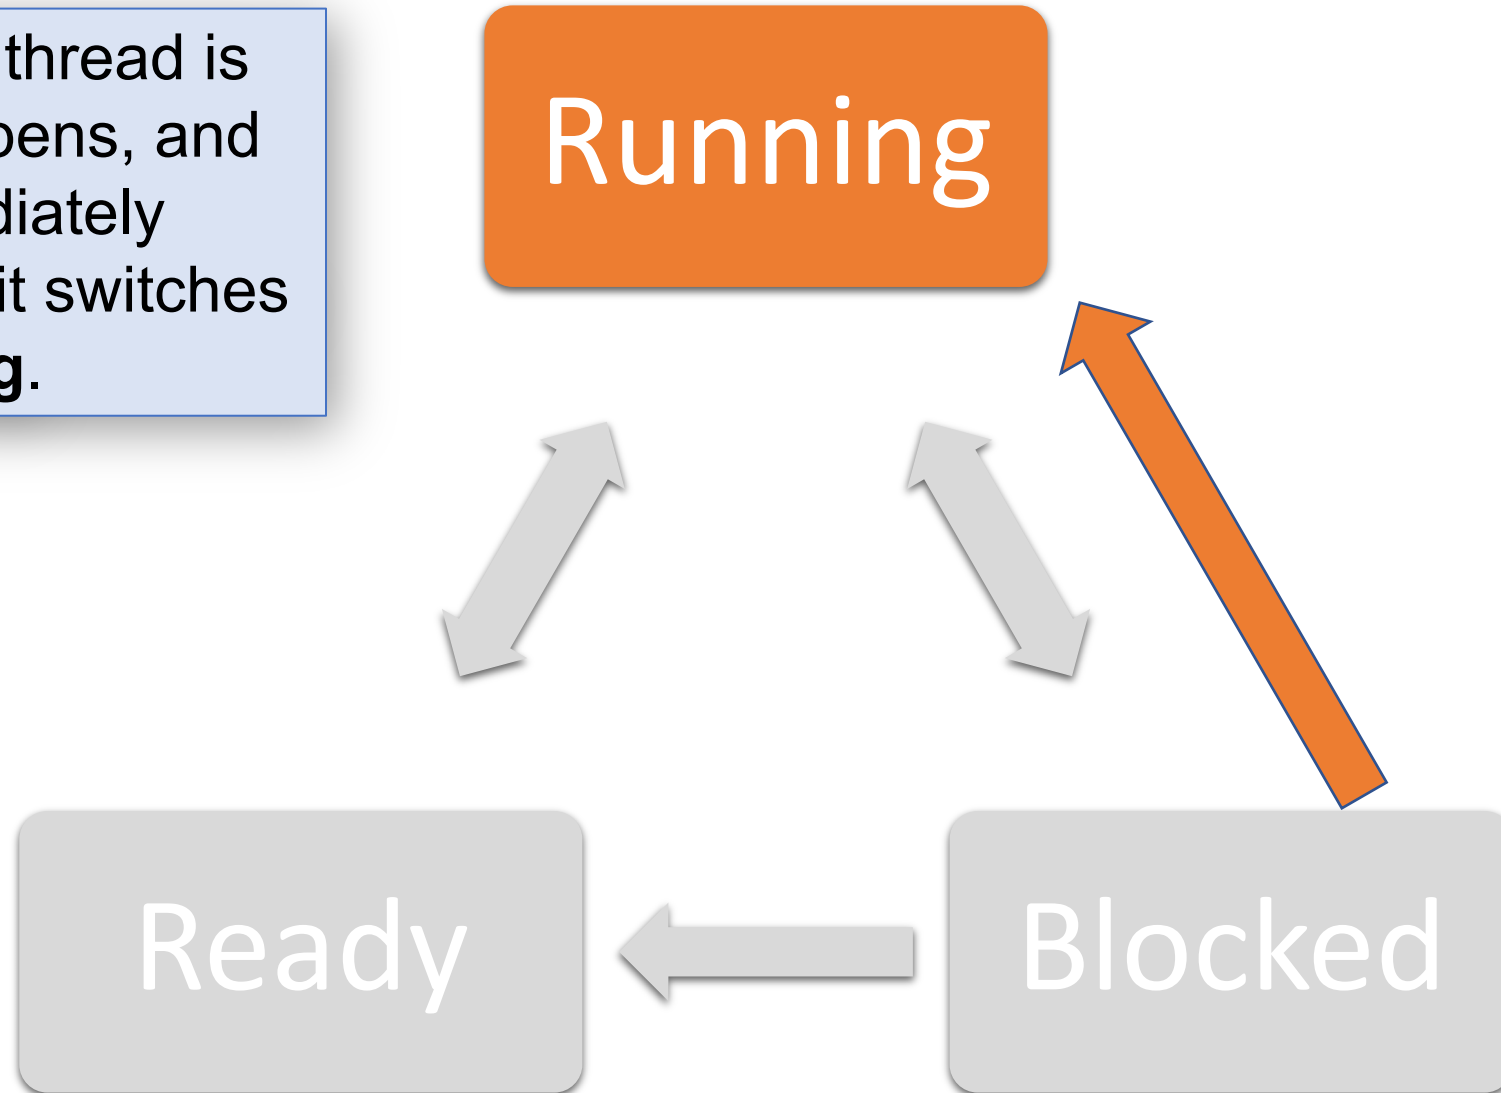 thread is
pens, and
diately
it switches
g.
Running
Ready
Blocked